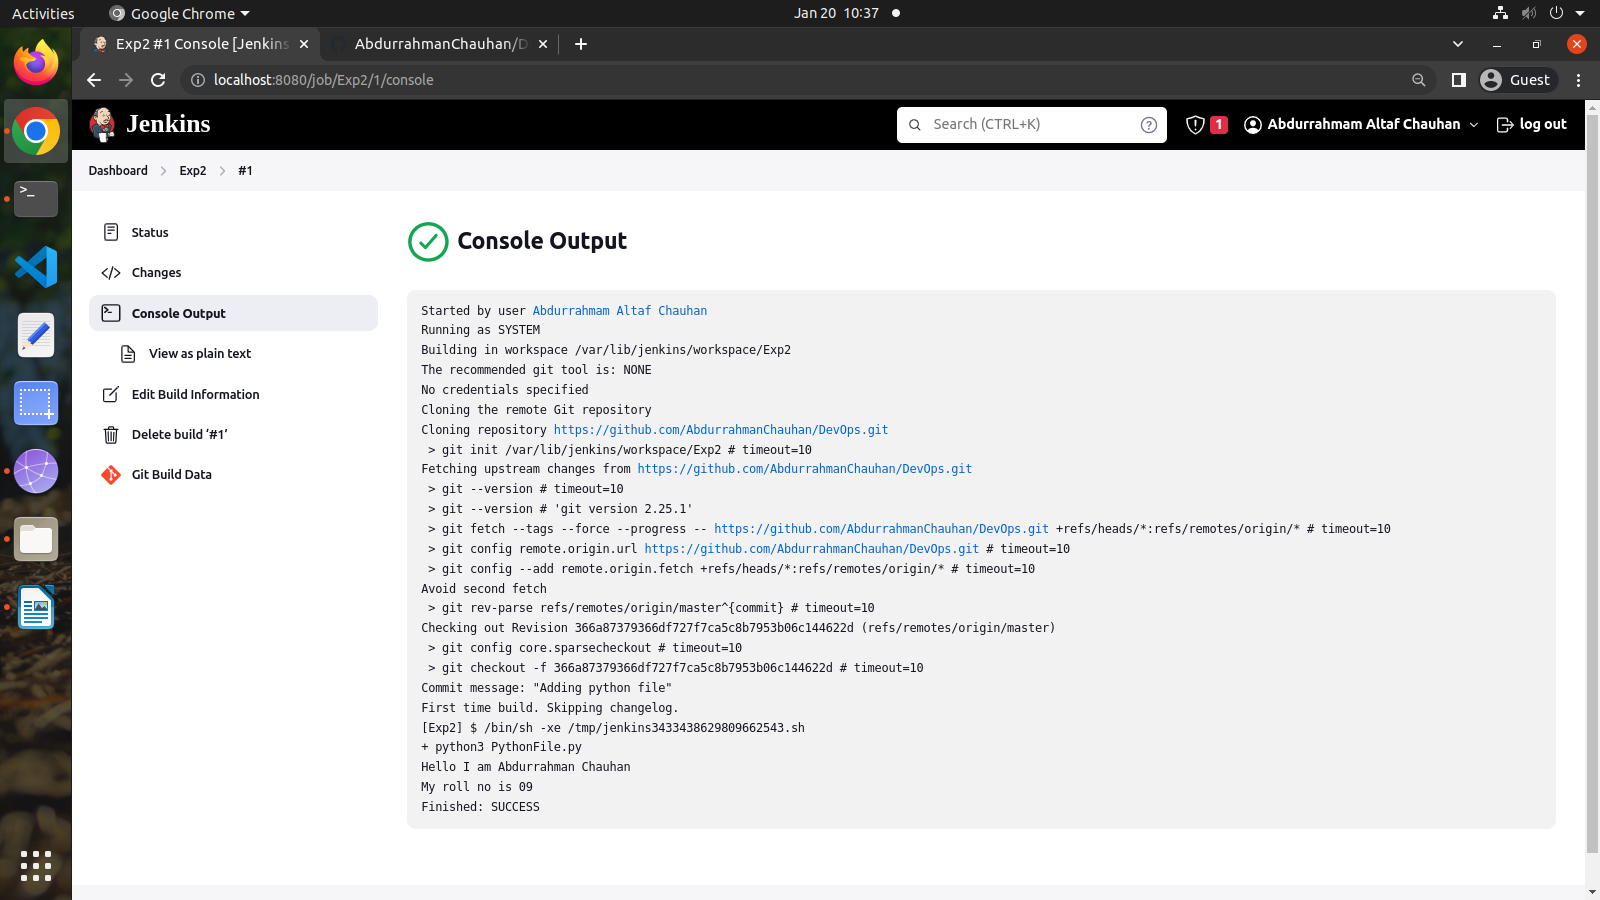 Activities
Google Chrome
Jan 20 10:37
Exp2 #1 Console [Jenkins
AbdurrahmanChauhan/D
localhost:8080/job/Exp2/1/console
Guest
Jenkins
Search (CTRL+K)
1
Abdurrahmam Altaf Chauhan
log out
Dashboard
Exp2
#1
Status
Changes
Console Output
View as plain text
Edit Build Information
Delete build ‘#1’
Git Build Data
Console Output
Started by user Abdurrahmam Altaf Chauhan
Running as SYSTEM
Building in workspace /var/lib/jenkins/workspace/Exp2
The recommended git tool is: NONE
No credentials specified
Cloning the remote Git repository
Cloning repository https://github.com/AbdurrahmanChauhan/DevOps.git
> git init /var/lib/jenkins/workspace/Exp2 # timeout=10
Fetching upstream changes from https://github.com/AbdurrahmanChauhan/DevOps.git
> git --version # timeout=10
> git --version # 'git version 2.25.1'
> git fetch --tags --force --progress -- https://github.com/AbdurrahmanChauhan/DevOps.git +refs/heads/*:refs/remotes/origin/* # timeout=10
> git config remote.origin.url https://github.com/AbdurrahmanChauhan/DevOps.git # timeout=10
> git config --add remote.origin.fetch +refs/heads/*:refs/remotes/origin/* # timeout=10
Avoid second fetch
> git rev-parse refs/remotes/origin/master^{commit} # timeout=10
Checking out Revision 366a87379366df727f7ca5c8b7953b06c144622d (refs/remotes/origin/master)
> git config core.sparsecheckout # timeout=10
> git checkout -f 366a87379366df727f7ca5c8b7953b06c144622d # timeout=10
Commit message: "Adding python file"
First time build. Skipping changelog.
[Exp2] $ /bin/sh -xe /tmp/jenkins3433438629809662543.sh
+ python3 PythonFile.py
Hello I am Abdurrahman Chauhan
My roll no is 09
Finished: SUCCESS